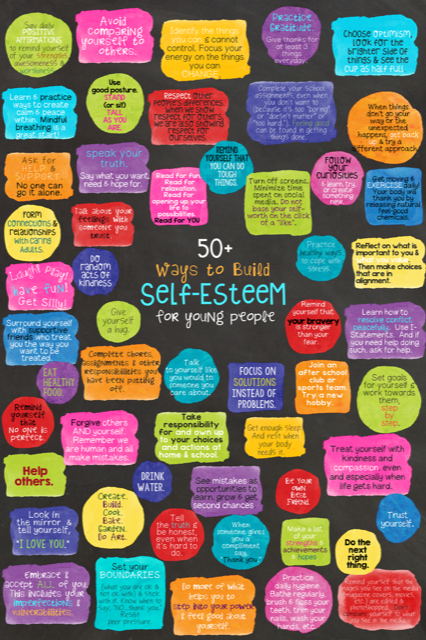 Say daily
POSITIVE
AFFIRMATIONS
to remind yourself
of your strengths,
awesomeness &
Avoid
Comparing
yourself to
others.
Identify the things
you can & cannot
control. Focus your
energy on the things
you can
CHANGE.
Practice
Gratitude.
Give thanks for
at least 3
things
everyday.
Choose Optimism
Look for the
brighter side of
things & See the
cup as half full
Learn & practice
ways to create
calm & peace
within. Mindful
breathing is a
great start!
Use
good posture.
STAND
(or sit)
TALL
AS YOU
ARE.
Respect Other
People's differences.
When we show
respect for others,
we are also showing
respect for
ourselves.
Complete your School
assignments even when
you don't want to
(because it's too "boring"
or "doesn't matter" or
"too hard"). Feeling good
can be found in getting
things done.
When things
don't go your
way or the
unexpected
happens, get back
up & try a
different approach.
Ask for
HELP &
SUPPORT.
No one can
go it alone.
speak your
truth.
Say what you want,
need & hope for.
REMIND
YOURSELF THAT
YOU CAN DO
TOUGH
THINGS.
Read for fun.
Read for
relaxation.
Read for
opening up your
life to
possibilities.
Read for YOU
Turn off screens.
Minimize time
spent on social
media. Do not
base your self-
worth on the click
of a "like".
FOLLOW
your
curiosities
& learn, try,
or create
something
new.
Get moving &
EXERCISE daily.
Your body will
thank you by
releasing natural
feel-good
chemicals.
FORM
connections &
relationships
with caring
Adults.
Talk about your
feelings with
someone you
trust
DO
random
acts of
kindness
50+
Ways to Build
Self-Esteem
for young people
Practice
healthy ways
to cope with
stress.
Reflect on what is
important to you &
Then make choices
that are in
alignment.
Laugh! Play!
have fun!
Get Silly!
Surround yourself
with supportive
friends who treat
you the way you
want to be
treated.
Give
yourself
a hug.
Remind
yourself that
your bravery
is stronger
than your
fear.
Learn how to
resolve conflict
peacefully. Use I-
Statements. And if
you need help doing
such, ask for help.
EAT
HEALTHY
FOOD.
Complete chores,
assignments & other
responsibilities you
have been putting
off.
Talk
to yourself like
you would to
someone you
care about.
FOCUS ON
SOLUTIONS
INSTEAD OF
PROBLEMS.
Join an
after school
club or
sports team.
Try a new
hobby.
Set goals
for yourself &
work towards
them,
step
by
step.
Remind
yourself
that
No one is
perfect.
Forgive others
AND yourself.
Remember we
are human and all
make mistakes.
Take
responsibility
for and own up
to your choices
and actions at
home & school.
Get enough Sleep
And rest when
your body
needs it.
Treat yourself with
kindness and
compassion, even
and especially when
life gets hard.
Help
others.
DRINK
WATER.
See mistakes as
opportunities to
learn, grow & get
second chances
Be your
own
Best
Friend.
Look in the
mirror &
tell yourself,
"I LOVE YOU."
Create.
Build.
Cook.
Bake.
Garden.
Do Art.
Tell
the truth &
be honest,
even when
it's hard to
do.
When
someone gives
you a
compliment
say,
Thank you
Make a list of
your
strengths &
achievements
hopes
Trust
yourself.
Do the
next
right
thing.
Embrace &
accept ALL of you.
This includes your
imperfections &
vulnerabilities.
Set your
BOUNDARIES
Do more of what
helps you to
step into your power
& feel good about
yourself.
Practice
daily hygiene.
Bathe regularly,
brush & floss your
teeth, trim your
nails, wash your
hands, etc.